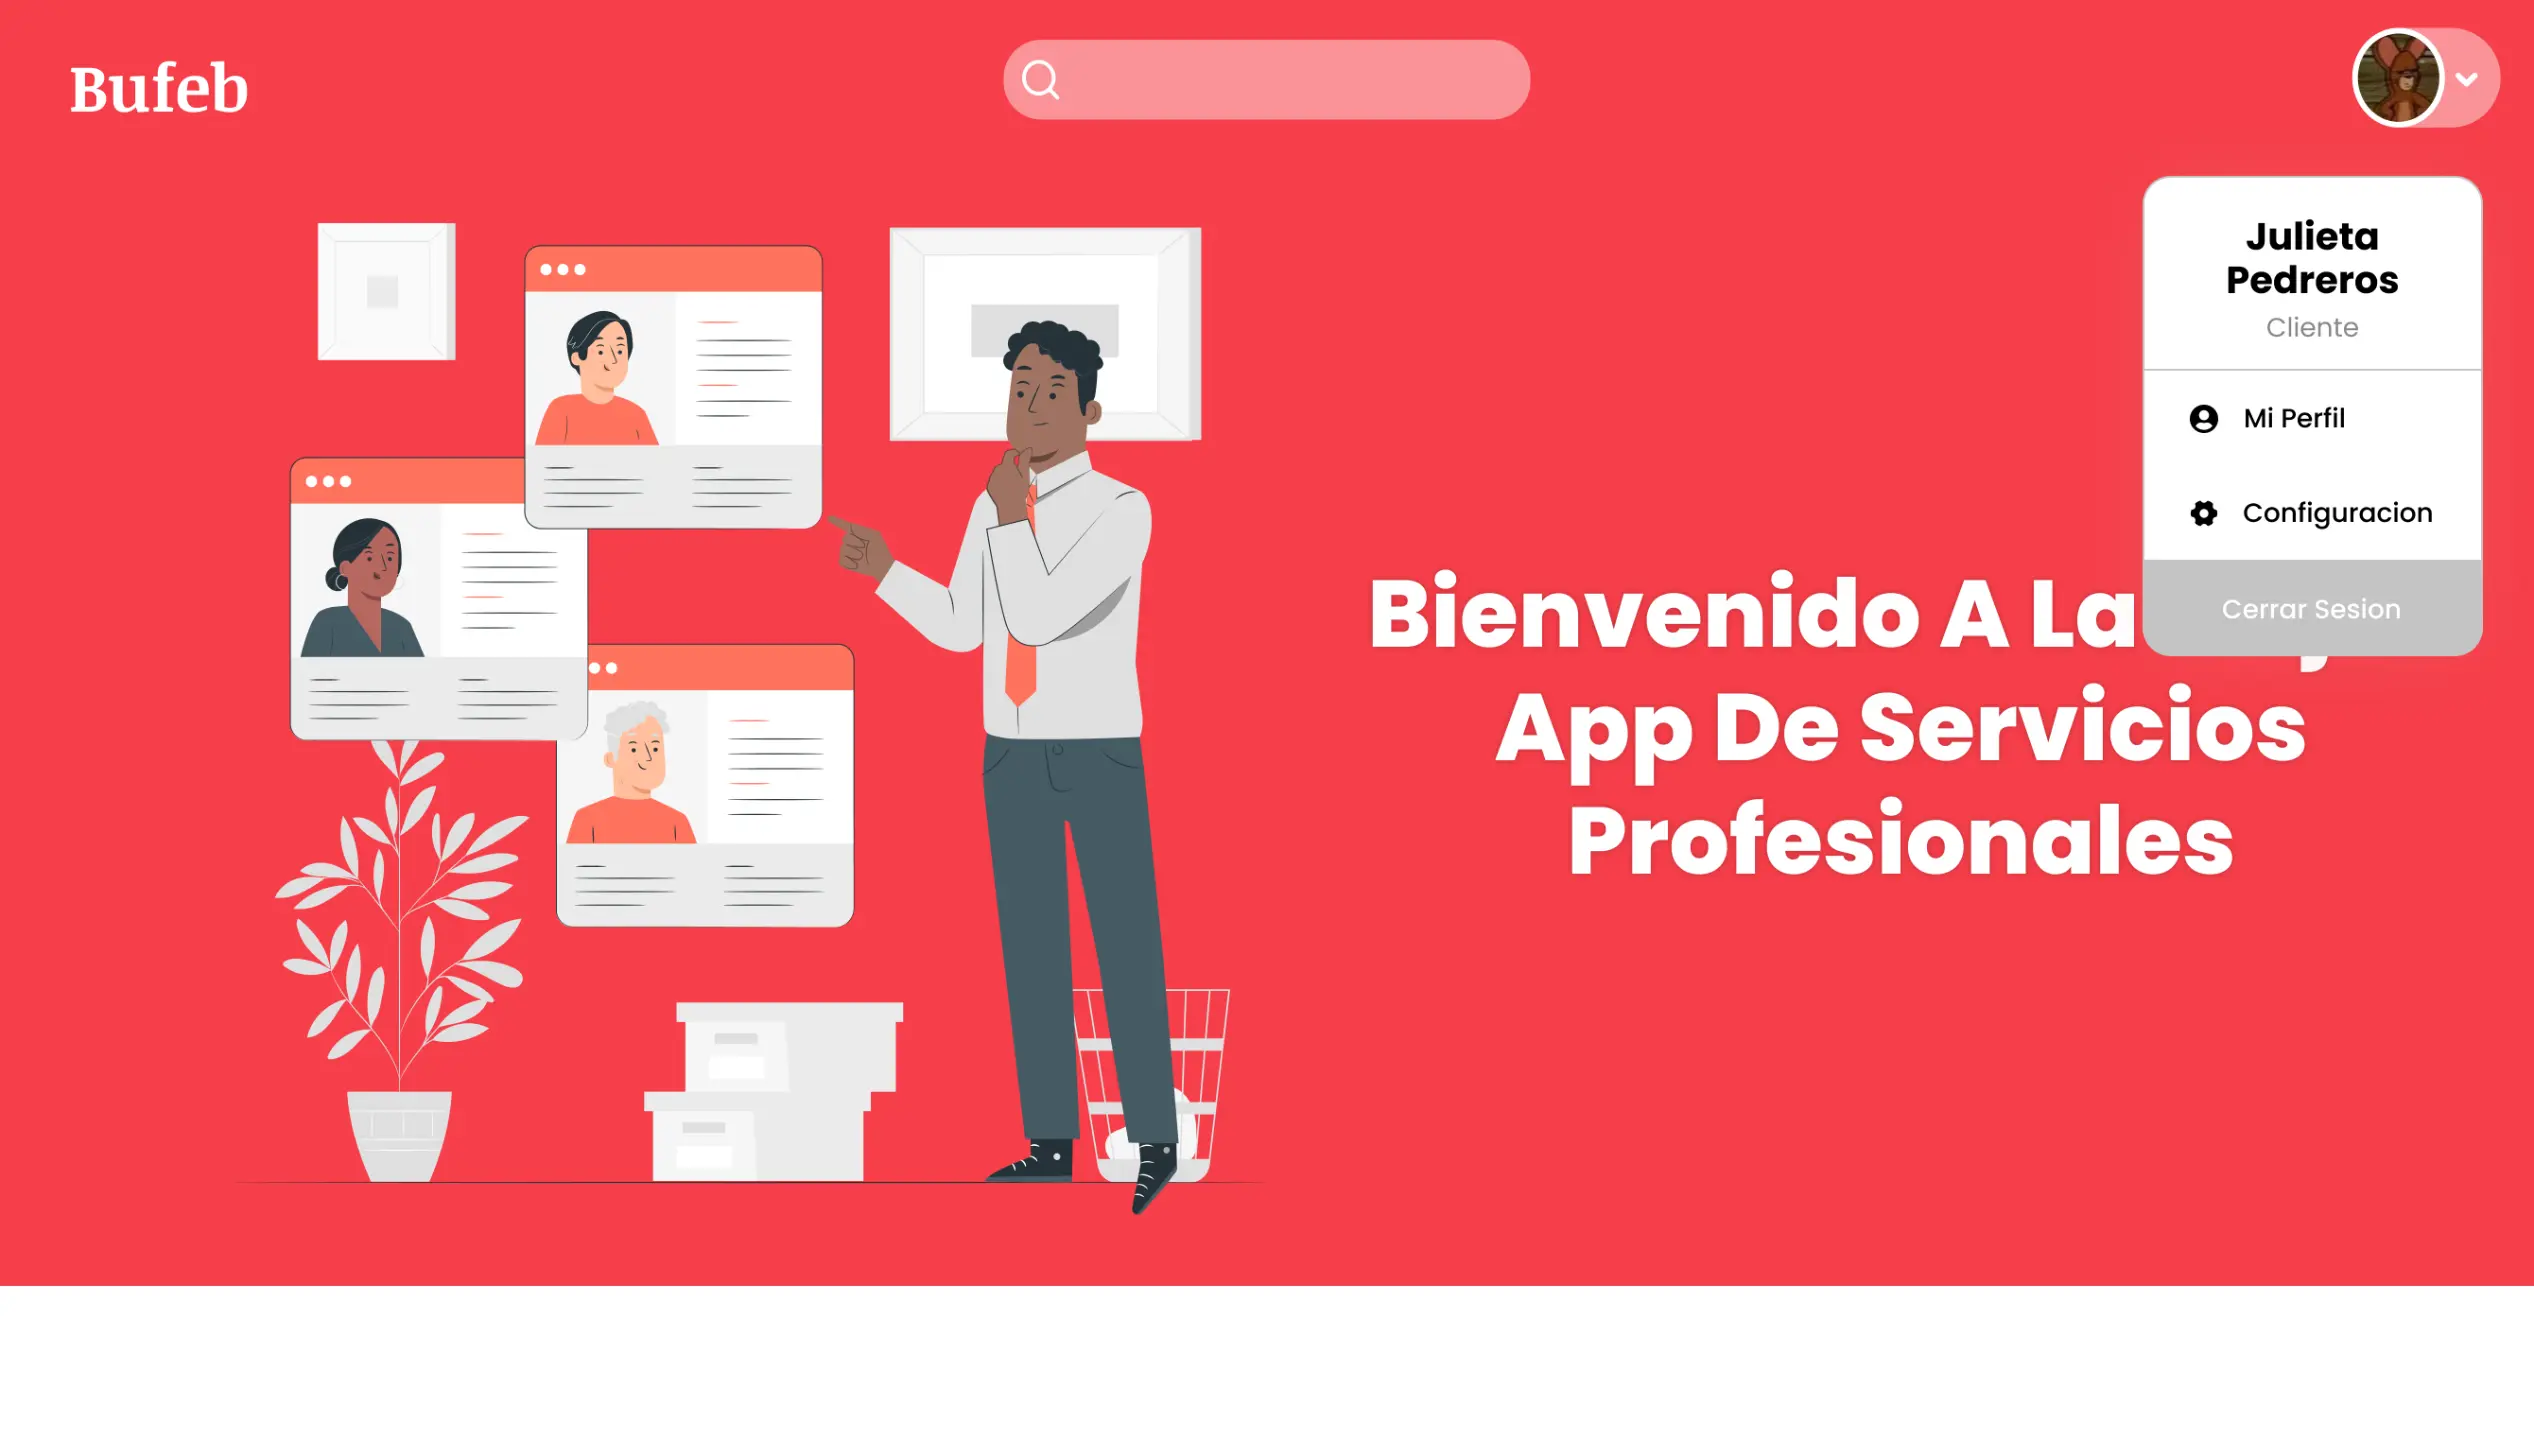 Bufeb
Julieta
Pedreros
Cliente
Mi Perfil
Configuracion
Cerrar Sesion
Bienvenido A La
App De Servicios
Profesionales